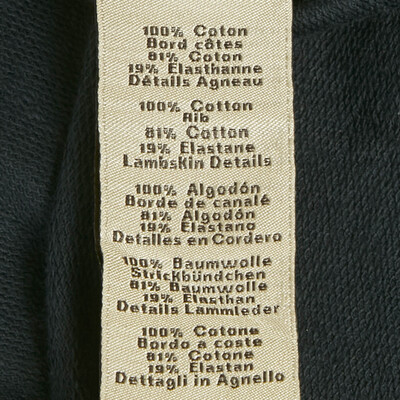 100% Coton
Bord côtes
81% Coton
19% Elasthanne
Détails Agneau
100% Cotton
Rib
81% Cotton
19% Elastane
Lambskin Details
100% Algodón
Borde de canalé
81% Algodón
19% Elastano
Detalles en Cordero
100% Baumwolle
Strickbündchen
81% Baumwolle
19% Elasthan
Details Lammleder
100% Cotone
Bordo a coste
81% Cotone
19% Elastan
Dettagli in Agnello